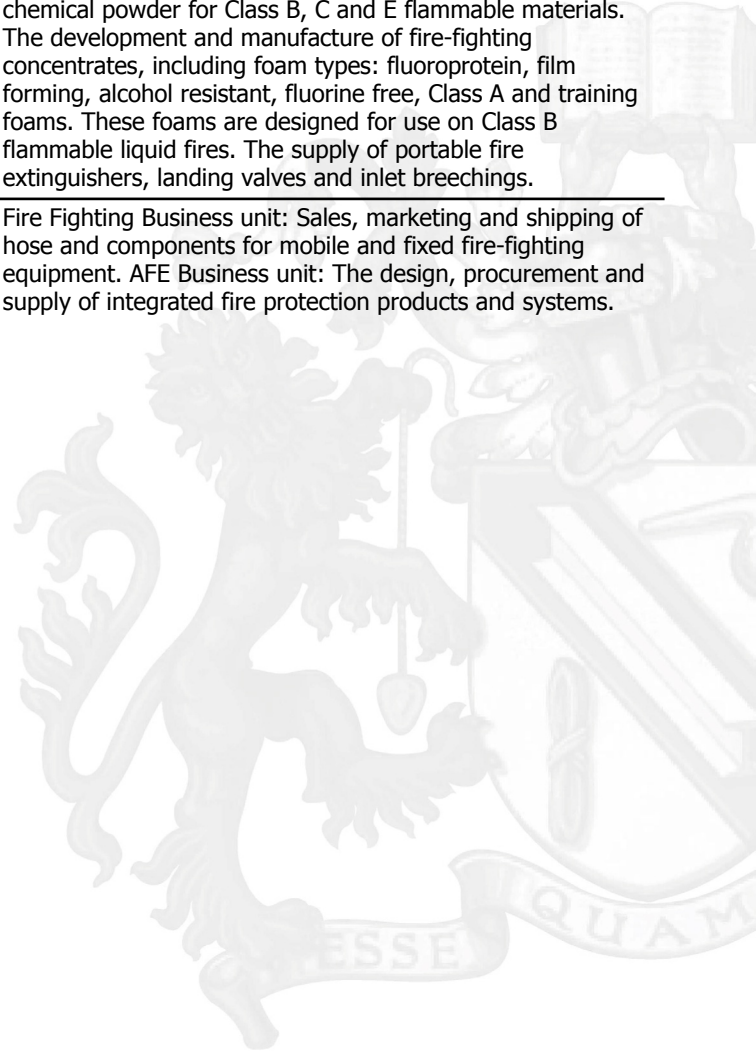 chemical powder for Class B, C and E flammable materials.
The development and manufacture of fire-fighting
concentrates, including foam types: fluoroprotein, film
forming, alcohol resistant, fluorine free, Class A and training
foams. These foams are designed for use on Class B
flammable liquid fires. The supply of portable fire
extinguishers, landing valves and inlet breechings.
Fire Fighting Business unit: Sales, marketing and shipping of
hose and components for mobile and fixed fire-fighting
equipment. AFE Business unit: The design, procurement and
supply of integrated fire protection products and systems.
ESSE
QUAM